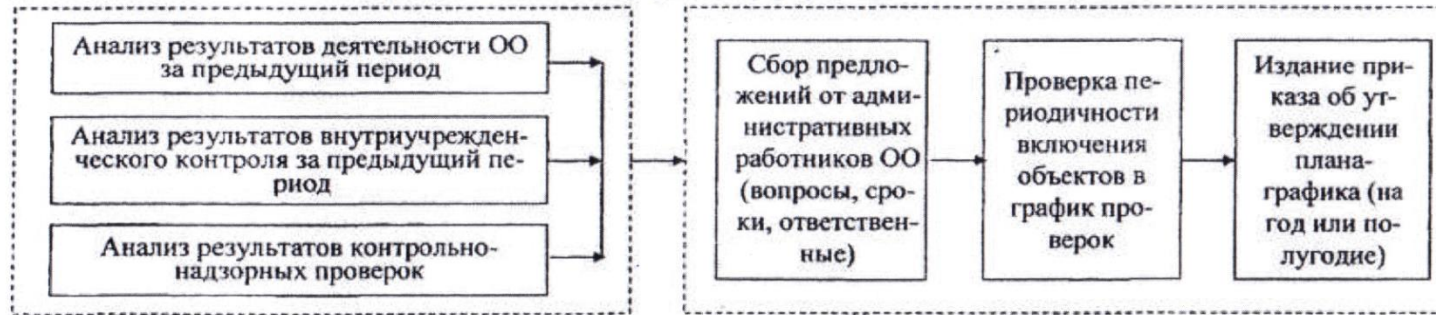 Анализ результатов деятельности ОО
за предыдущий период
Анализ результатов внутриучрежден-
ческого контроля за предыдущий пе-
риод
Анализ результатов контрольно-
надзорных проверок
Сбор предло-
жений от адми-
нистративных
работников ОО
(вопросы, сро-
ки, ответствен-
ные)
Проверка пе-
риодичности
включения
объектов в
график про-
верок
Издание при-
каза об ут-
верждении
плана-
графика (на
год или по-
лугодие)